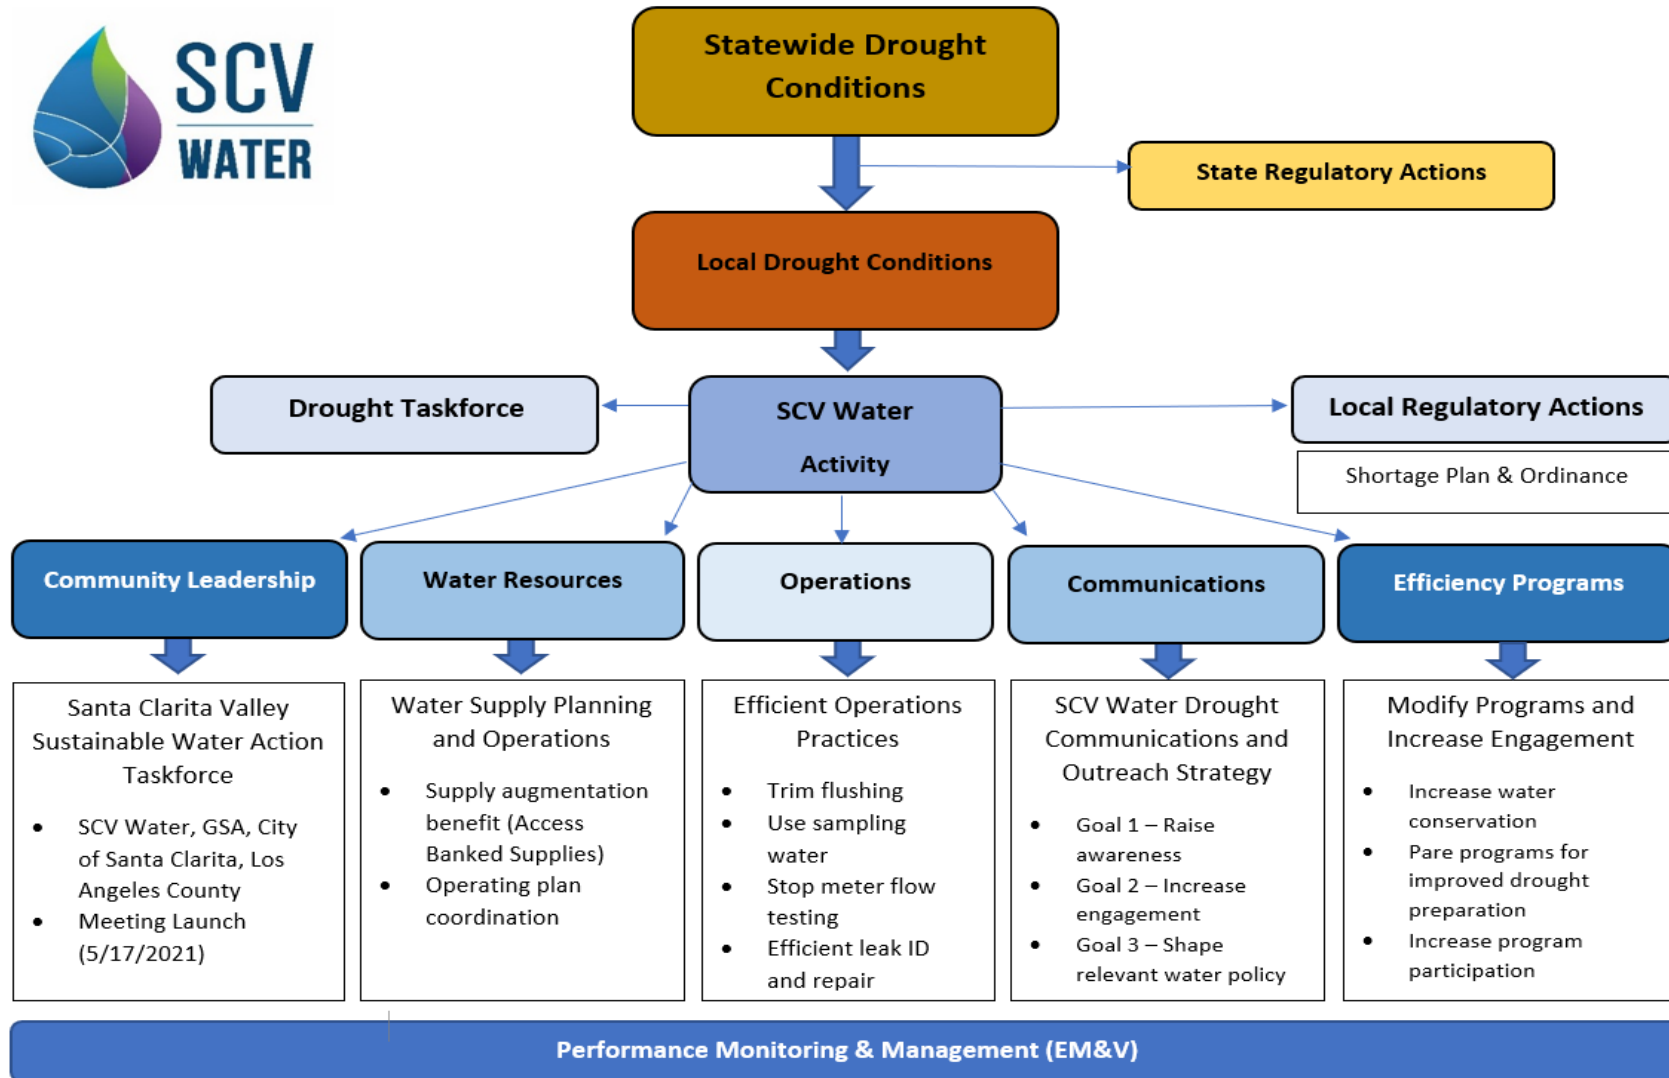 SCV
WATER
Statewide Drought
Conditions
State Regulatory Actions
Local Drought Conditions
Drought Taskforce
SCV Water
Activity
Local Regulatory Actions
Shortage Plan & Ordinance
Community Leadership
Water Resources
Operations
Communications
Efficiency Programs
Santa Clarita Valley
Sustainable Water Action
Taskforce
• SCV Water, GSA, City
of Santa Clarita, Los
Angeles County
• Meeting Launch
(5/17/2021)
Water Supply Planning
and Operations
• Supply augmentation
benefit (Access
Banked Supplies)
• Operating plan
coordination
Efficient Operations
Practices
• Trim flushing
• Use sampling
water
• Stop meter flow
testing
• Efficient leak ID
and repair
SCV Water Drought
Communications and
Outreach Strategy
• Goal 1 – Raise
awareness
• Goal 2 – Increase
engagement
• Goal 3 – Shape
relevant water policy
Modify Programs and
Increase Engagement
• Increase water
conservation
• Pare programs for
improved drought
preparation
• Increase program
participation
Performance Monitoring & Management (EM&V)